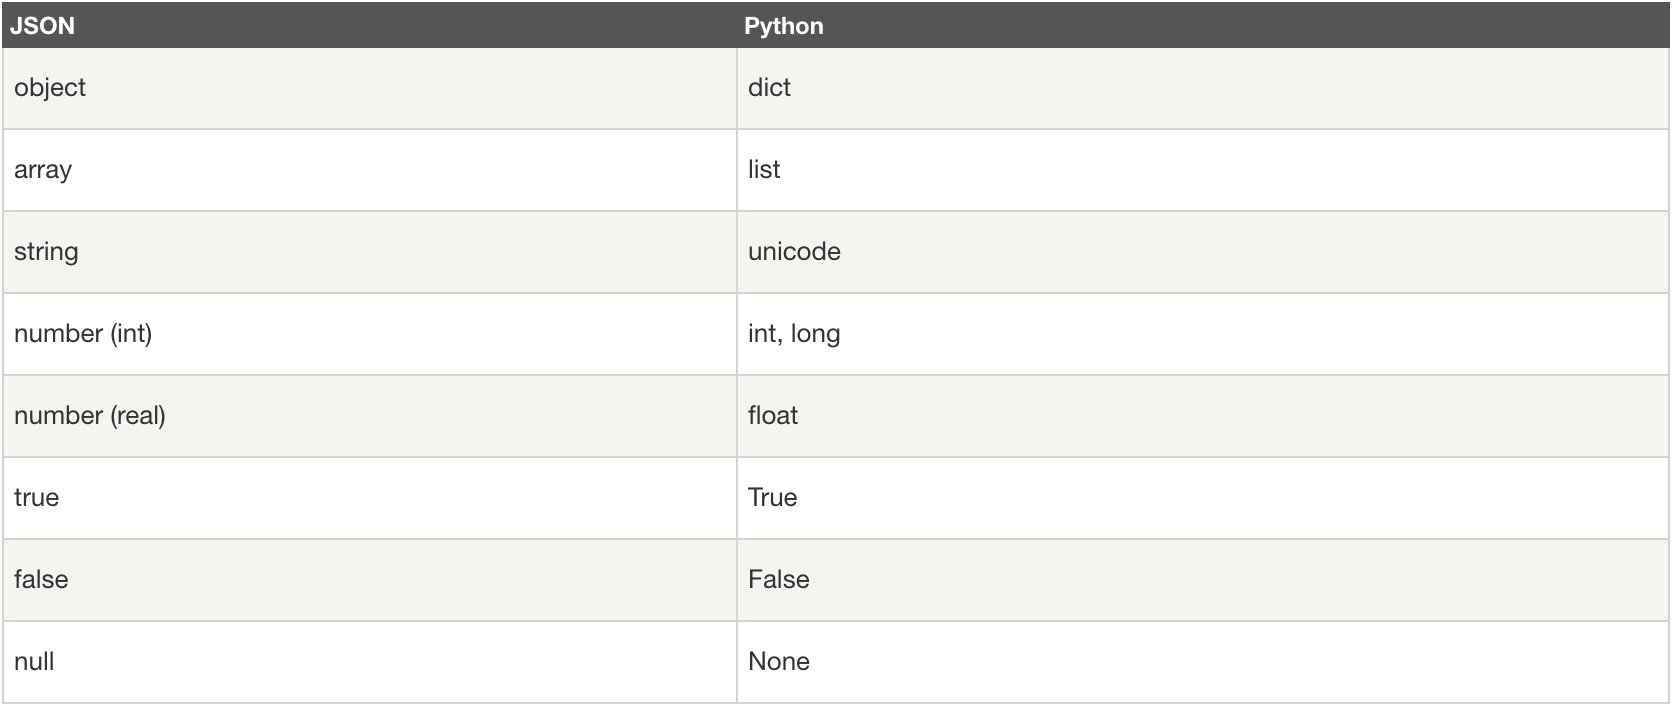 JSON Python
object dict
array list
string unicode
number (int) int, long
number (real) float
true True
false False
null None